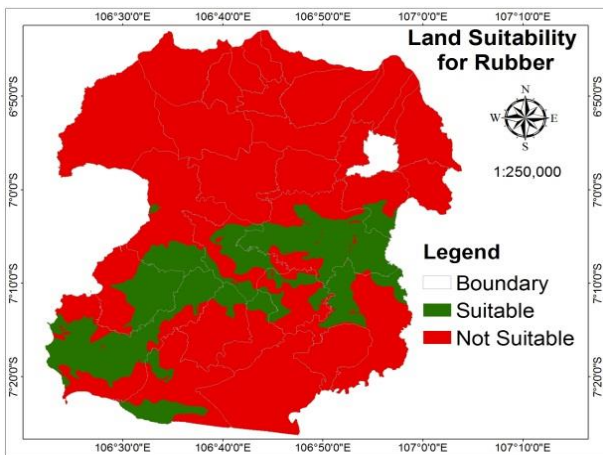 106°30'0"E 106°40'0"E 106°50'0"E 107°0'0"E 107°10'0"E
Land Suitability
for Rubber
N
W E
S
1:250,000
6°50'0"S 6°50'0"S
7°0'0"S 7°0'0"S
7°10'0"S 7°10'0"S
7°20'0"S 7°20'0"S
Legend
Boundary
Suitable
Not Suitable
106°30'0"E 106°40'0"E 106°50'0"E 107°0'0"E 107°10'0"E